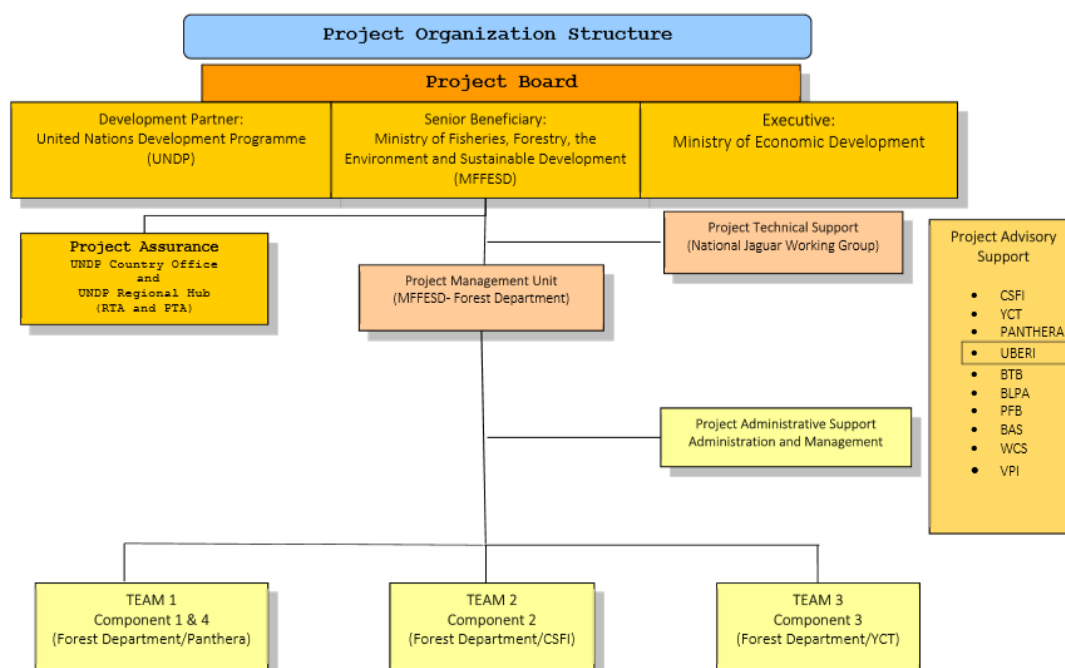 Project Organization Structure
Project Board
Development Partner:
United Nations Development Programme
(UNDP)
Senior Beneficiary:
Ministry of Fisheries, Forestry, the
Environment and Sustainable Development
(MFFESD)
Executive:
Ministry of Economic Development
Project Assurance
UNDP Country Office
and
UNDP Regional Hub
(RTA and PTA)
Project Technical Support
(National Jaguar Working Group)
Project Management Unit
(MFFESD- Forest Department)
Project Advisory
Support
• CSFI
• YCT
• PANTHERA
• UBERI
• BTB
• BLPA
• PFB
• BAS
• WCS
• VPI
Project Administrative Support
Administration and Management
TEAM 1
Component 1 & 4
(Forest Department/Panthera)
TEAM 2
Component 2
(Forest Department/CSFI)
TEAM 3
Component 3
(Forest Department/YCT)